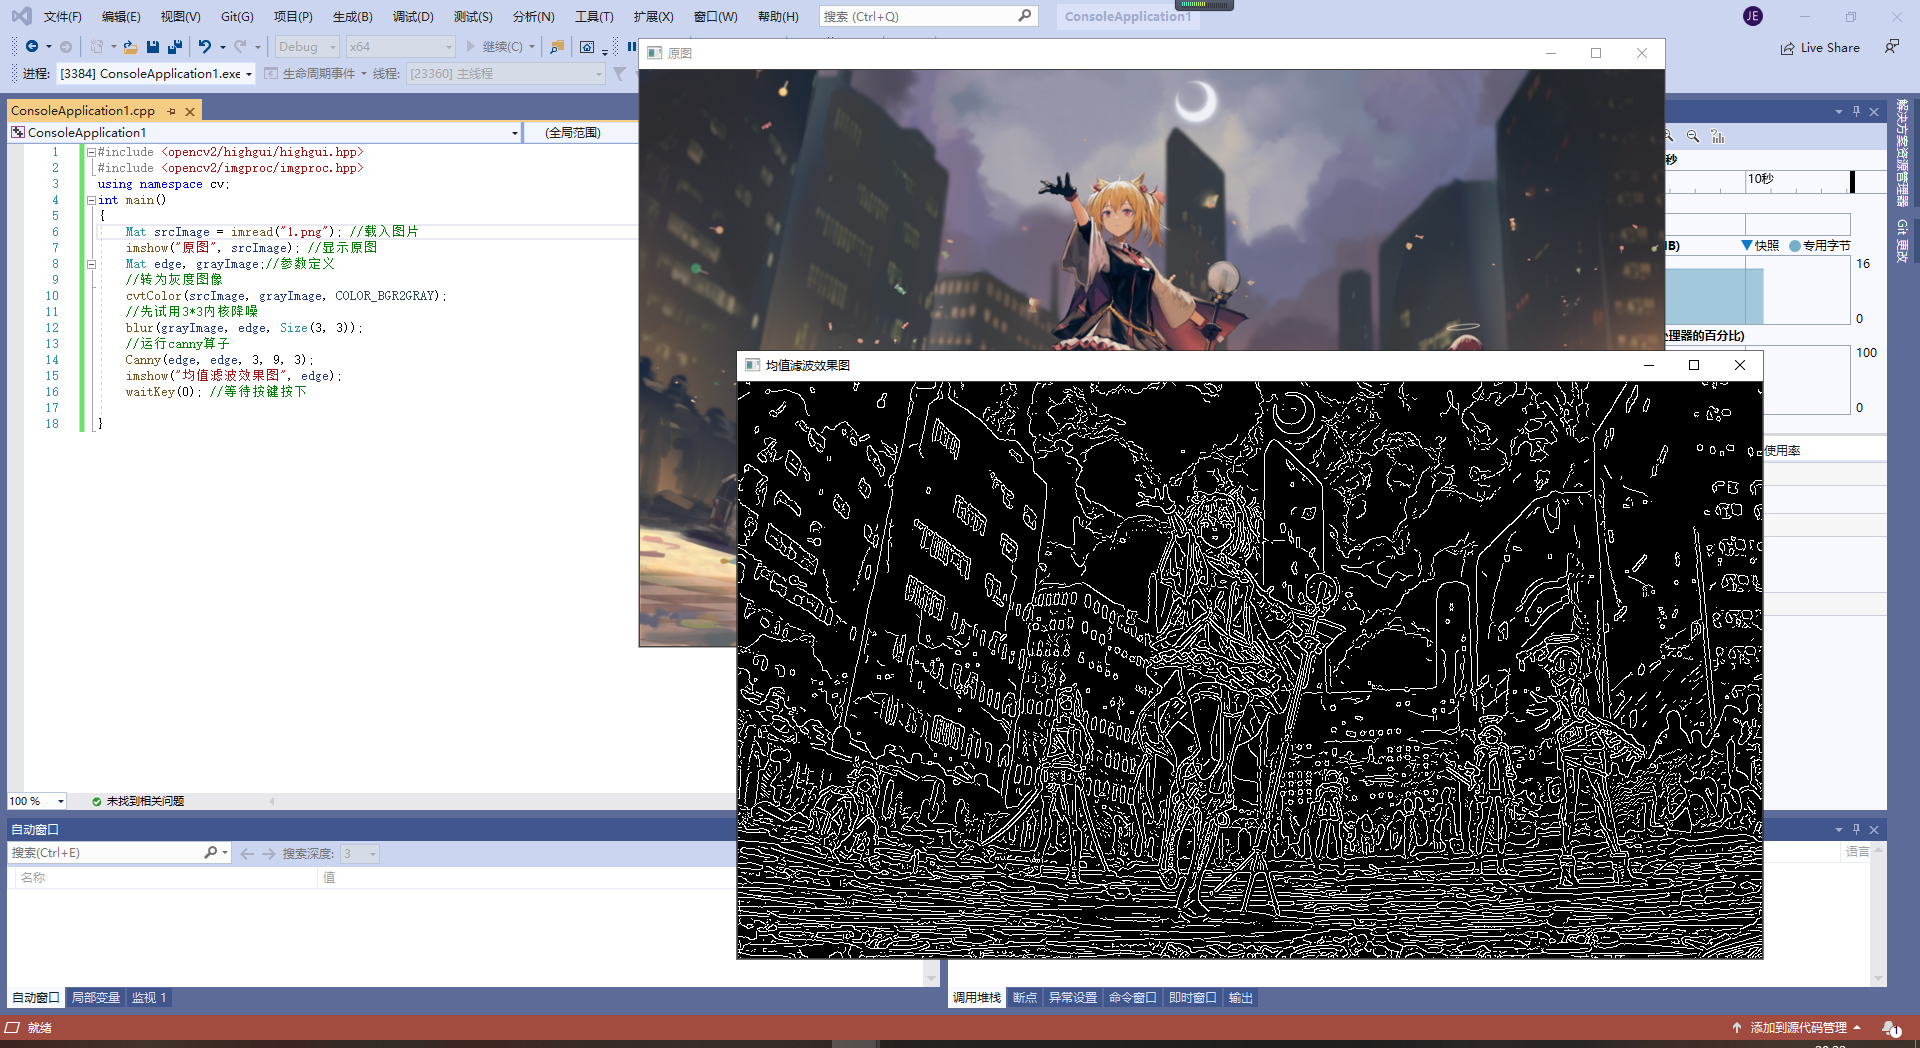 文件(F) 编辑(E) 视图(V) Git(G) 项目(P) 生成(B) 调试(D) 测试(S) 分析(N) 工具(T) 扩展(X) 窗口(W) 帮助(H) 搜索 (Ctrl+Q) ConsoleApplication1 JE
Debug x64 继续(C) Live Share
进程: [3384] ConsoleApplication1.exe 生命周期事件 线程: [23360] 主线程
原图
ConsoleApplication1.cpp
ConsoleApplication1 (全局范围)
1 #include <opencv2/highgui/highgui.hpp>
2 #include <opencv2/imgproc/imgproc.hpp>
3 using namespace cv;
4 int main()
5 {
6 Mat srcImage = imread("1.png"); //载入图片
7 imshow("原图", srcImage); //显示原图
8 Mat edge, grayImage;//参数定义
9 //转为灰度图像
10 cvtColor(srcImage, grayImage, COLOR_BGR2GRAY);
11 //先试用3*3内核降噪
12 blur(grayImage, edge, Size(3, 3));
13 //运行canny算子
14 Canny(edge, edge, 3, 9, 3);
15 imshow("均值滤波效果图", edge);
16 waitKey(0); //等待按键按下
17
18 }
秒
10秒
B) 快照 专用字节
16
0
理器的百分比)
100
0
使用率
解决方案资源管理器
Git 更改
均值滤波效果图
100 % 未找到相关问题
自动窗口
搜索(Ctrl+E) 搜索深度: 3
名称 值
语言
自动窗口 局部变量 监视 1
调用堆栈 断点 异常设置 命令窗口 即时窗口 输出
就绪 添加到源代码管理 1